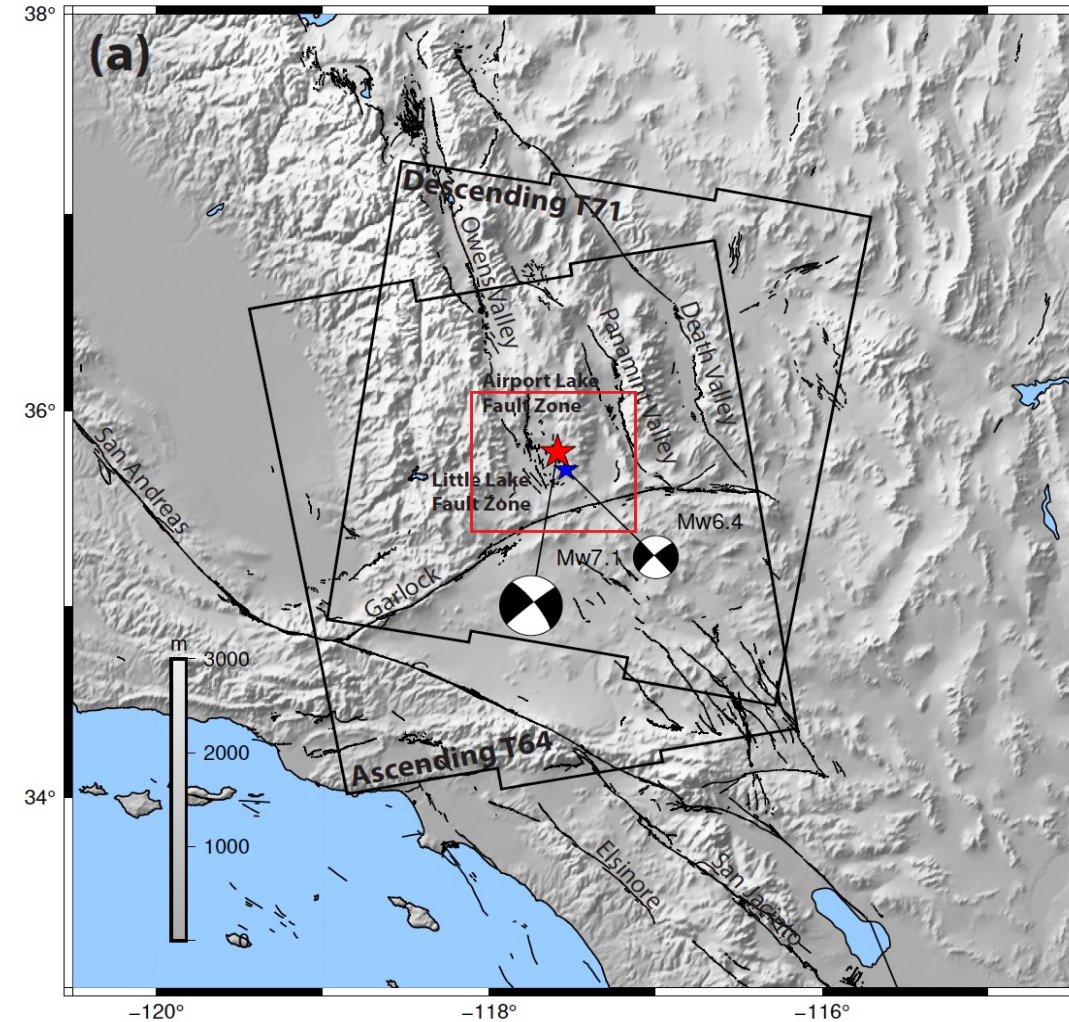 38°
(a)
Descending T71
Owens Valley
Panamint Valley
Death Valley
36°
Airport Lake
Fault Zone
San Andreas
Little Lake
Fault Zone
Mw6.4
Mw7.1
Garlock
m
3000
2000
1000
0
Ascending T64
34°
Elsinore
San Jacinto
−120°
−118°
−116°